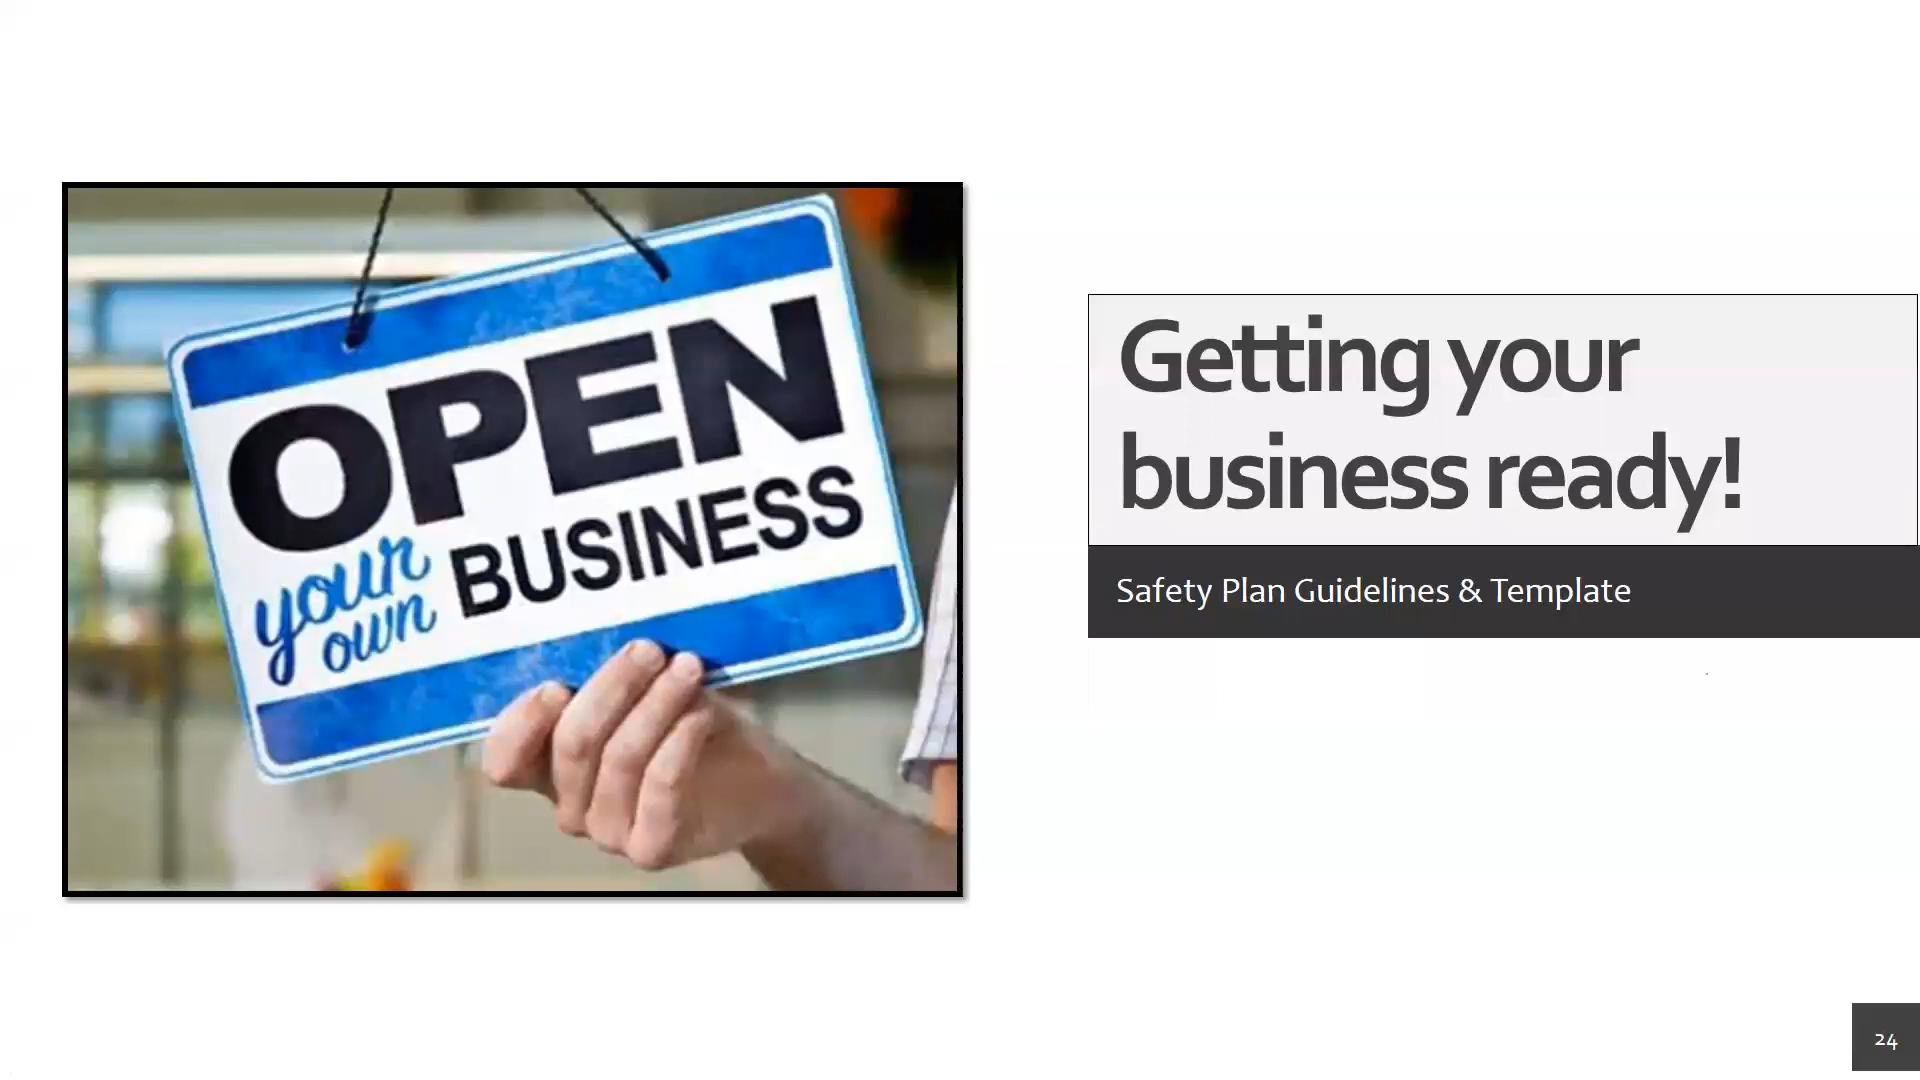 OPEN
your
own BUSINESS
Getting your
business ready!
Safety Plan Guidelines & Template
24